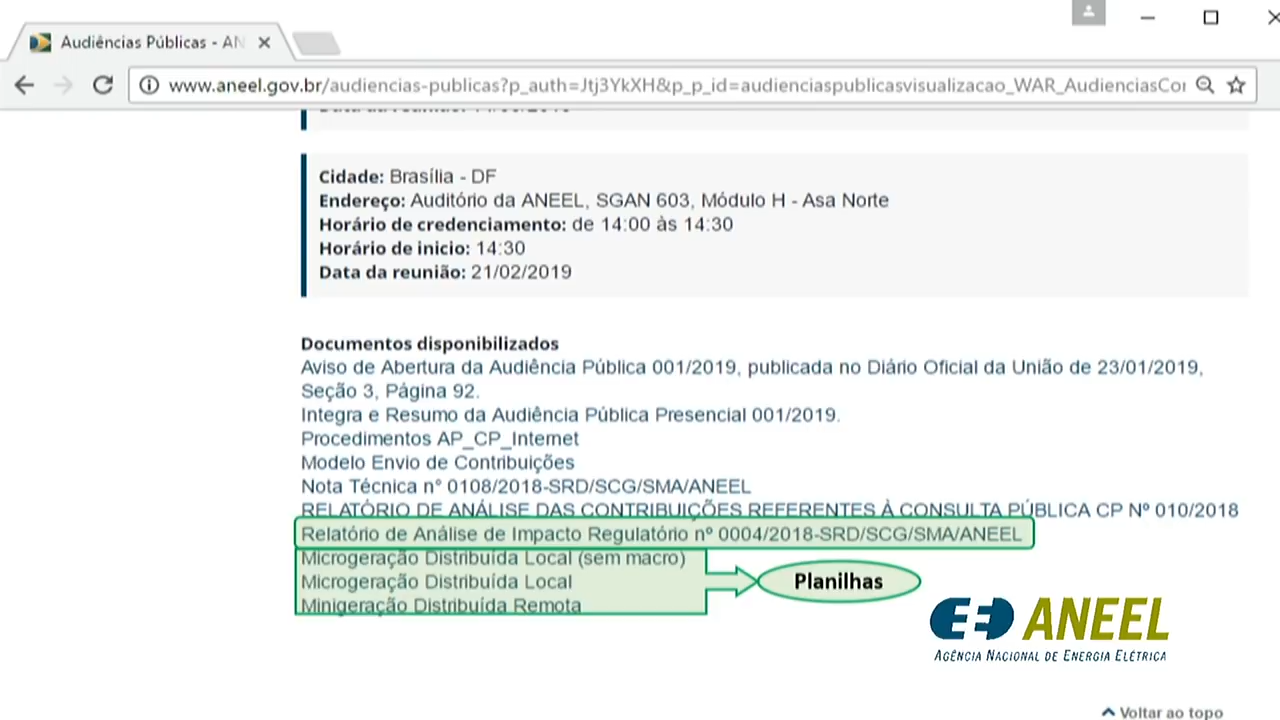 Audiências Públicas - AN
www.aneel.gov.br/audiencias-publicas?p_auth=Jtj3YkXH&p_p_id=audienciaspublicasvisualizacao_WAR_AudienciasCor
Cidade: Brasília - DF
Endereço: Auditório da ANEEL, SGAN 603, Módulo H - Asa Norte
Horário de credenciamento: de 14:00 às 14:30
Horário de inicio: 14:30
Data da reunião: 21/02/2019
Documentos disponibilizados
Aviso de Abertura da Audiência Pública 001/2019, publicada no Diário Oficial da União de 23/01/2019,
Seção 3, Página 92.
Integra e Resumo da Audiência Pública Presencial 001/2019.
Procedimentos AP_CP_Internet
Modelo Envio de Contribuições
Nota Técnica n° 0108/2018-SRD/SCG/SMA/ANEEL
RELATÓRIO DE ANÁLISE DAS CONTRIBUIÇÕES REFERENTES À CONSULTA PÚBLICA CP Nº 010/2018
Relatório de Análise de Impacto Regulatório nº 0004/2018-SRD/SCG/SMA/ANEEL
Microgeração Distribuída Local (sem macro)
Microgeração Distribuída Local
Minigeração Distribuída Remota
Planilhas
ANEEL
AGÊNCIA NACIONAL DE ENERGIA ELÉTRICA
Voltar ao topo